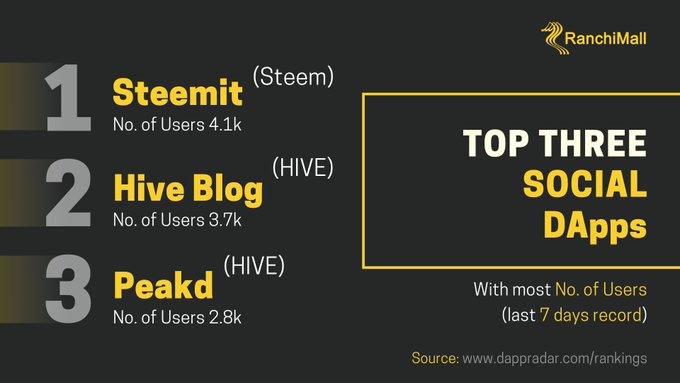 RanchiMall
1
Steemit (Steem)
No. of Users 4.1k
2
Hive Blog (HIVE)
No. of Users 3.7k
3
Peakd (HIVE)
No. of Users 2.8k
TOP THREE
SOCIAL
DApps
With most No. of Users
(last 7 days record)
Source: www.dappradar.com/rankings